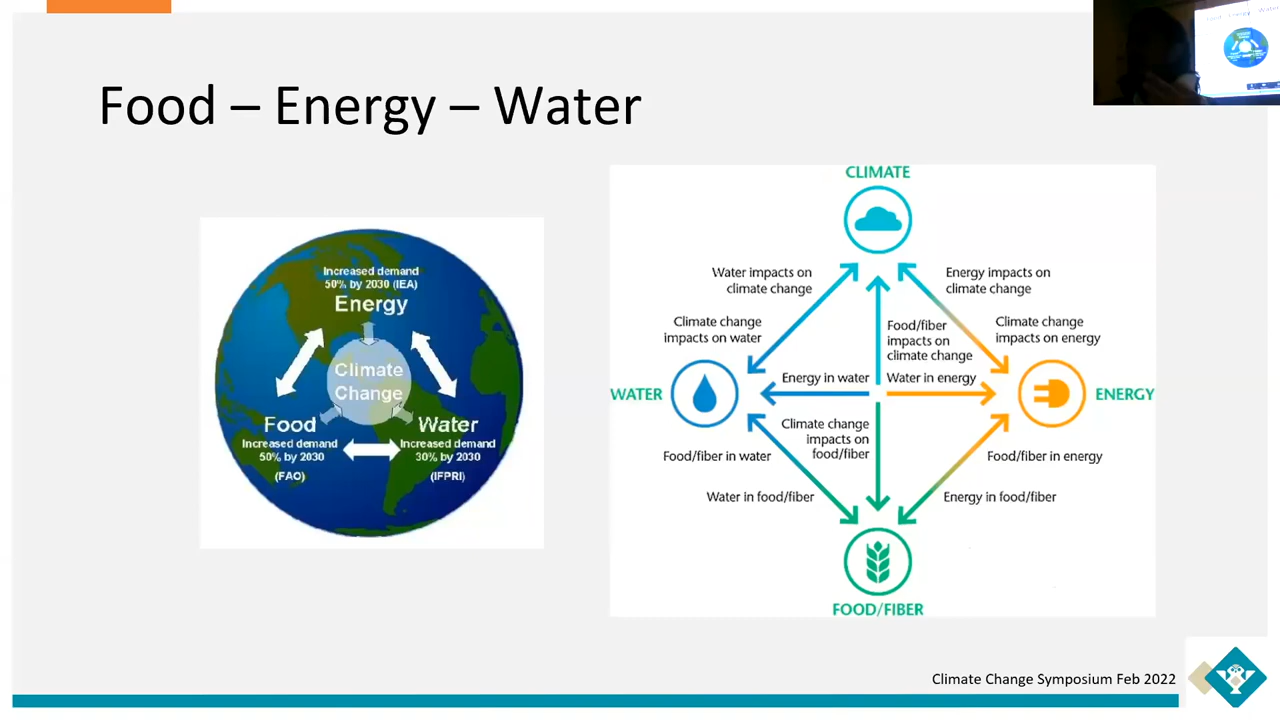 Food – Energy – Water
Increased demand
50% by 2030 (IEA)
Energy
Climate
Change
Food
Increased demand
50% by 2030
(FAO)
Water
Increased demand
30% by 2030
(IFPRI)
CLIMATE
Water impacts on
climate change
Energy impacts on
climate change
Climate change
impacts on water
Food/fiber
impacts on
climate change
Climate change
impacts on energy
WATER
Energy in water
Water in energy
ENERGY
Climate change
impacts on
food/fiber
Food/fiber in water
Food/fiber in energy
Water in food/fiber
Energy in food/fiber
FOOD/FIBER
Climate Change Symposium Feb 2022